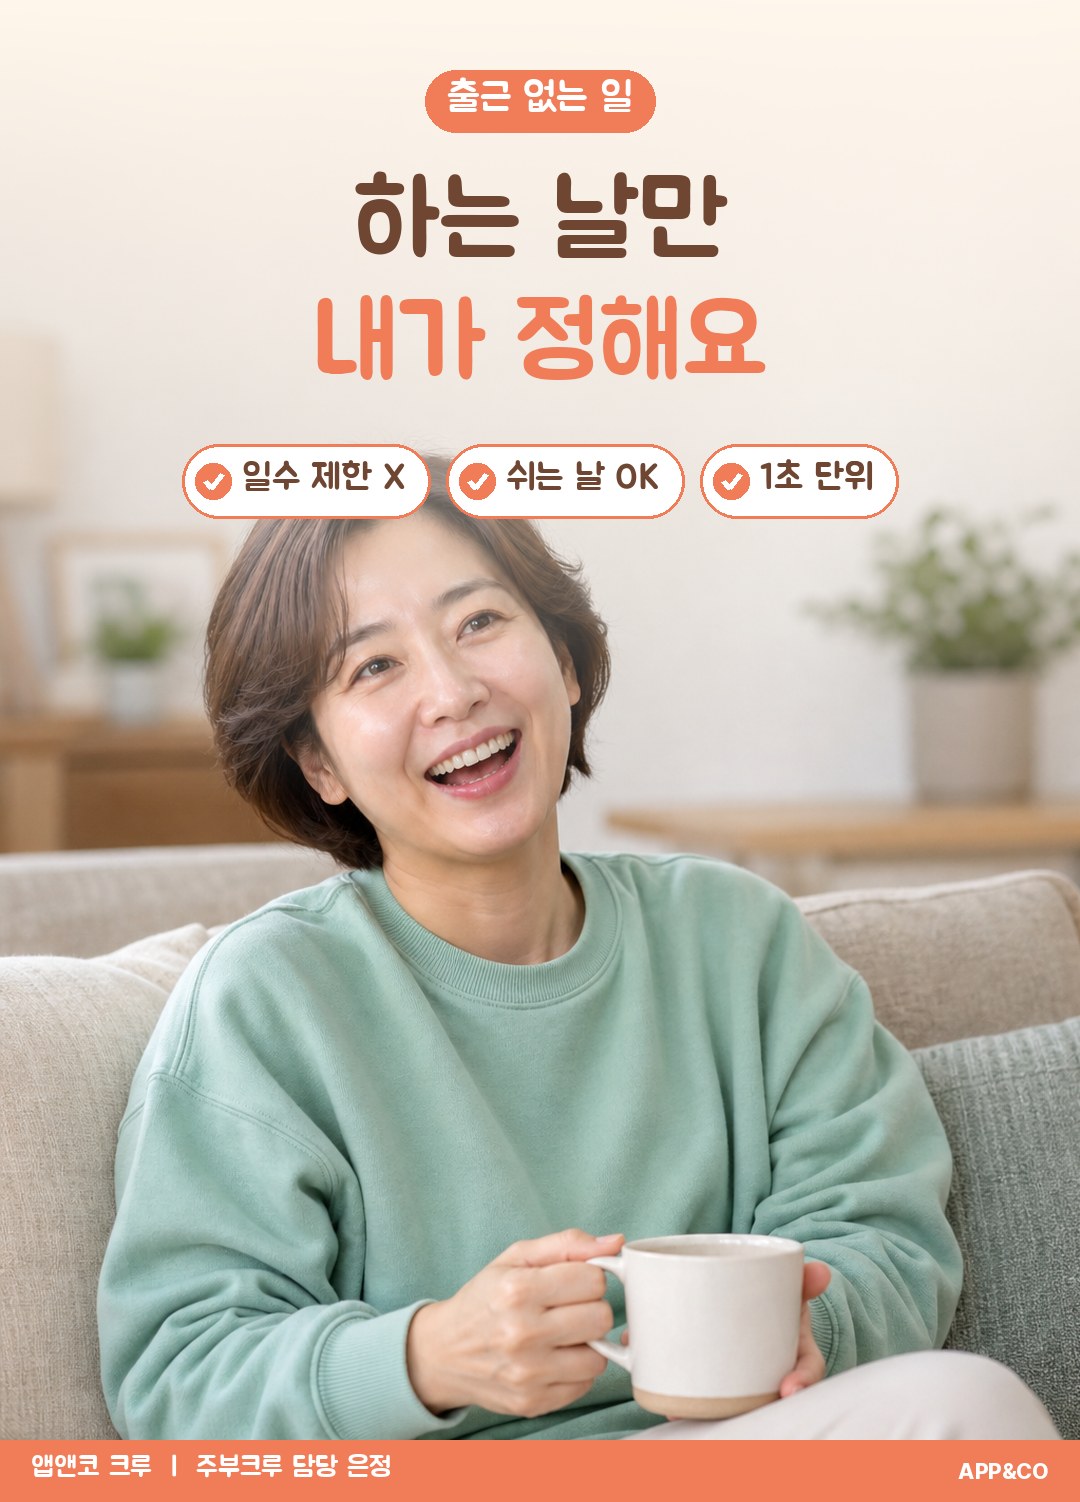 출근 없는 일
하는 날만
내가 정해요
일수 제한 X
쉬는 날 OK
1초 단위
앱앤코 크루 | 주부크루 담당 은정
APP&CO